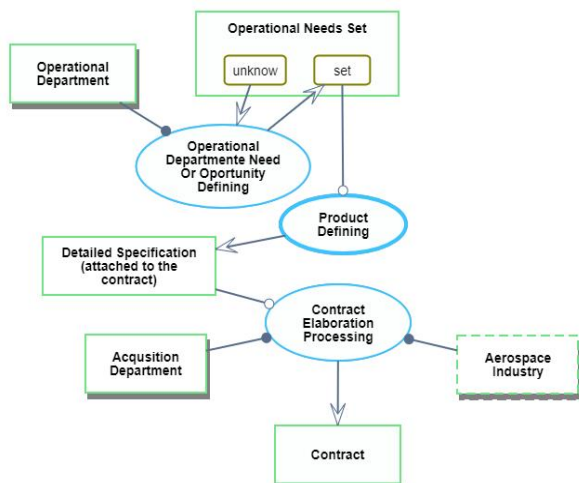 Operational Needs Set
unknow
set
Operational
Department
Operational
Departmente Need
Or Oportunity
Defining
Product
Defining
Detailed Specification
(attached to the
contract)
Contract
Elaboration
Processing
Acqusition
Department
Aerospace
Industry
Contract